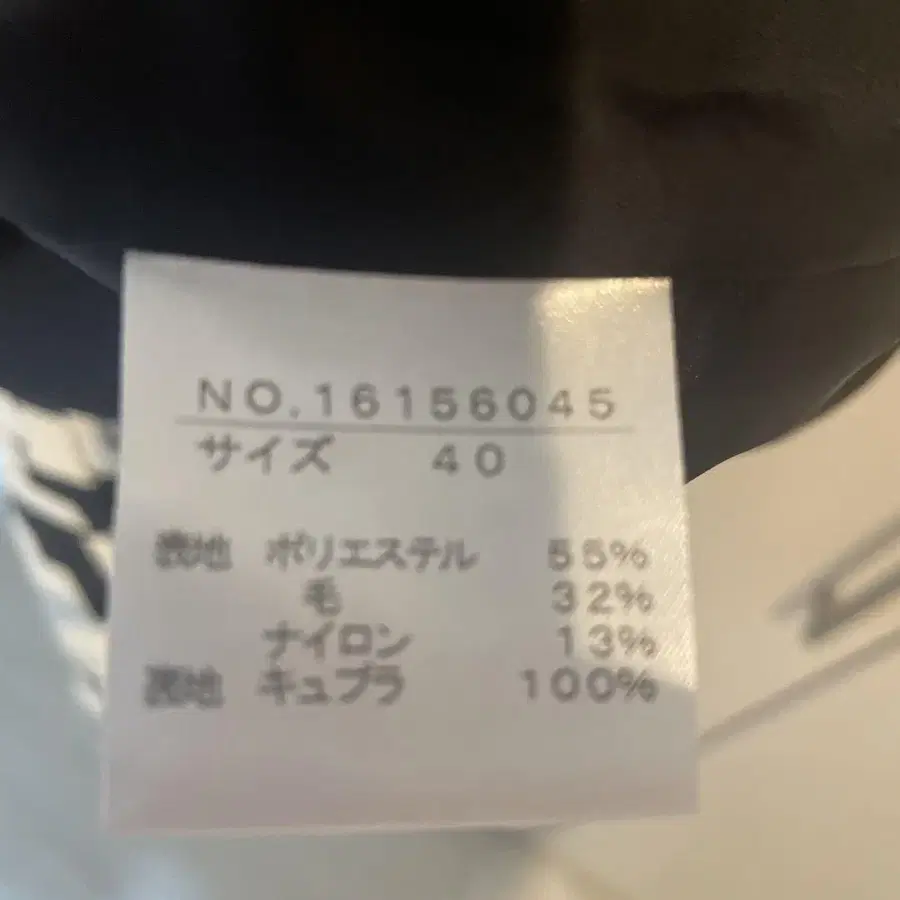 NO.16156045
サイズ 40
表地 ポリエステル 55%
毛 32%
ナイロン 13%
裏地 キュプラ 100%